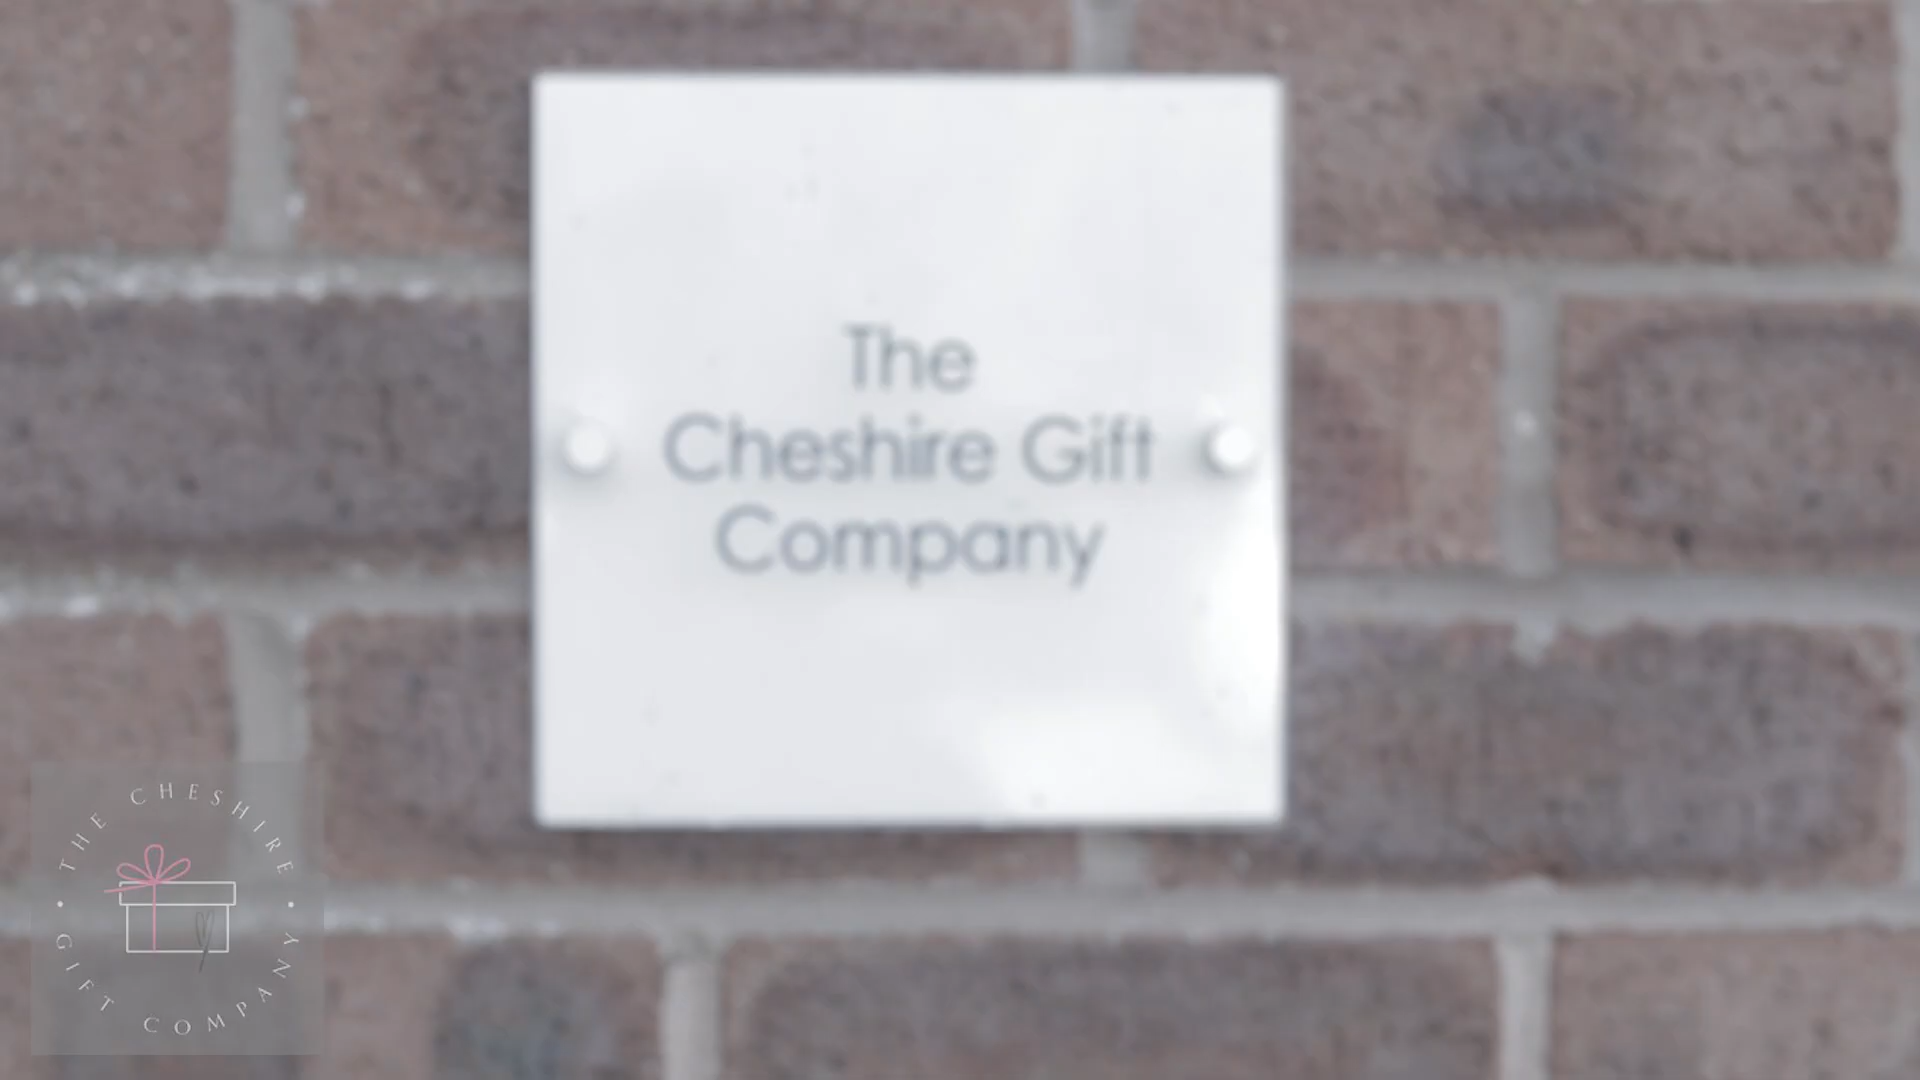 The
Cheshire Gift
Company
THE CHESHIRE
GIFT COMPANY